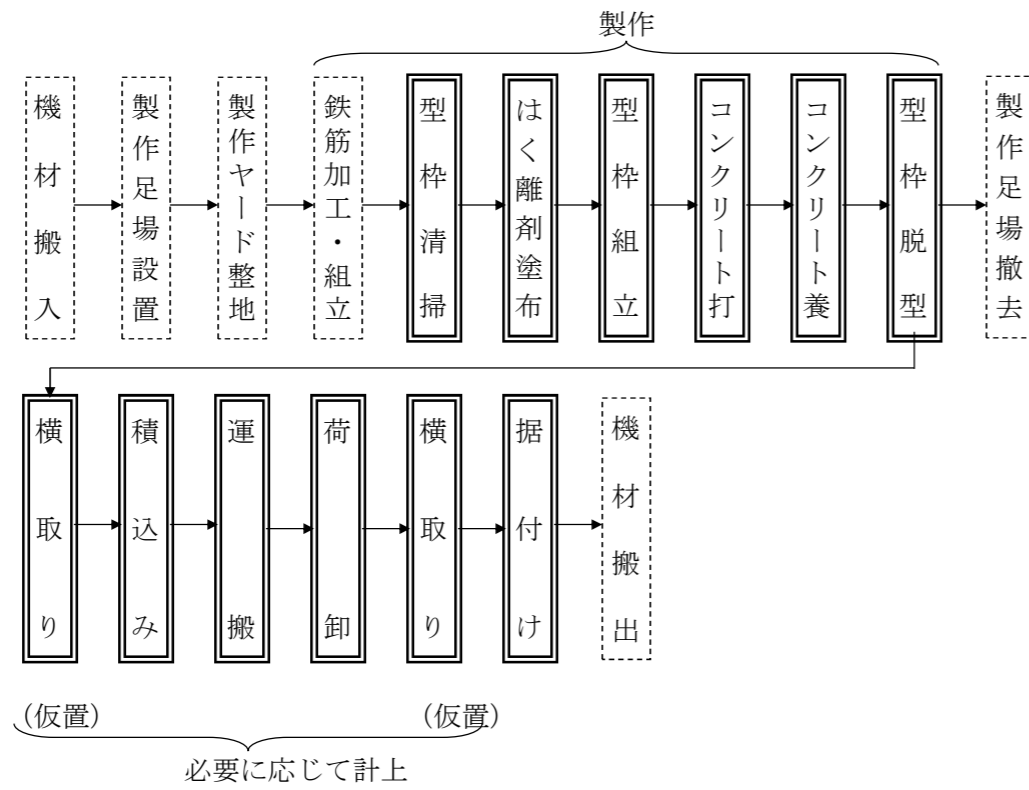 製作
機材搬入
製作足場設置
製作ヤード整地
鉄筋加工・組立
型枠清掃
はく離剤塗布
型枠組立
コンクリート打
コンクリート養
型枠脱型
製作足場撤去
横取り
積込み
運搬
荷卸
横取り
据付け
機材搬出
(仮置)
(仮置)
必要に応じて計上